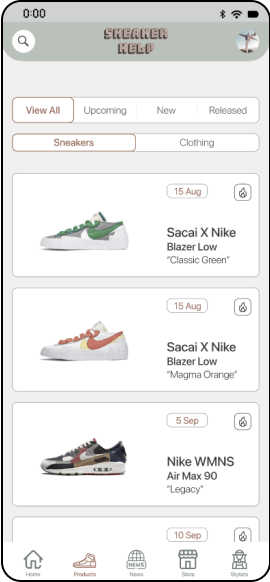 0:00
SNEAKER
HELP
View All
Upcoming
New
Released
Sneakers
Clothing
15 Aug
Sacai X Nike
Blazer Low
"Classic Green"
15 Aug
Sacai X Nike
Blazer Low
"Magma Orange"
5 Sep
Nike WMNS
Air Max 90
"Legacy"
10 Sep
NEWS
Home
Products
News
Store
Stylists